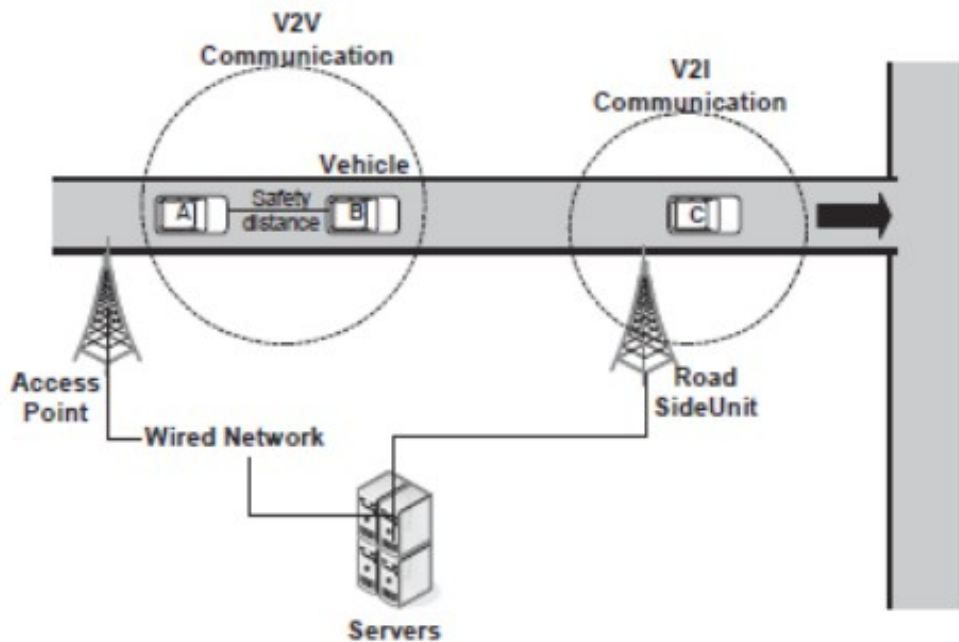 V2V
Communication
V2I
Communication
Vehicle
A
Safety
distance
B
C
Access
Point
Road
SideUnit
Wired Network
Servers